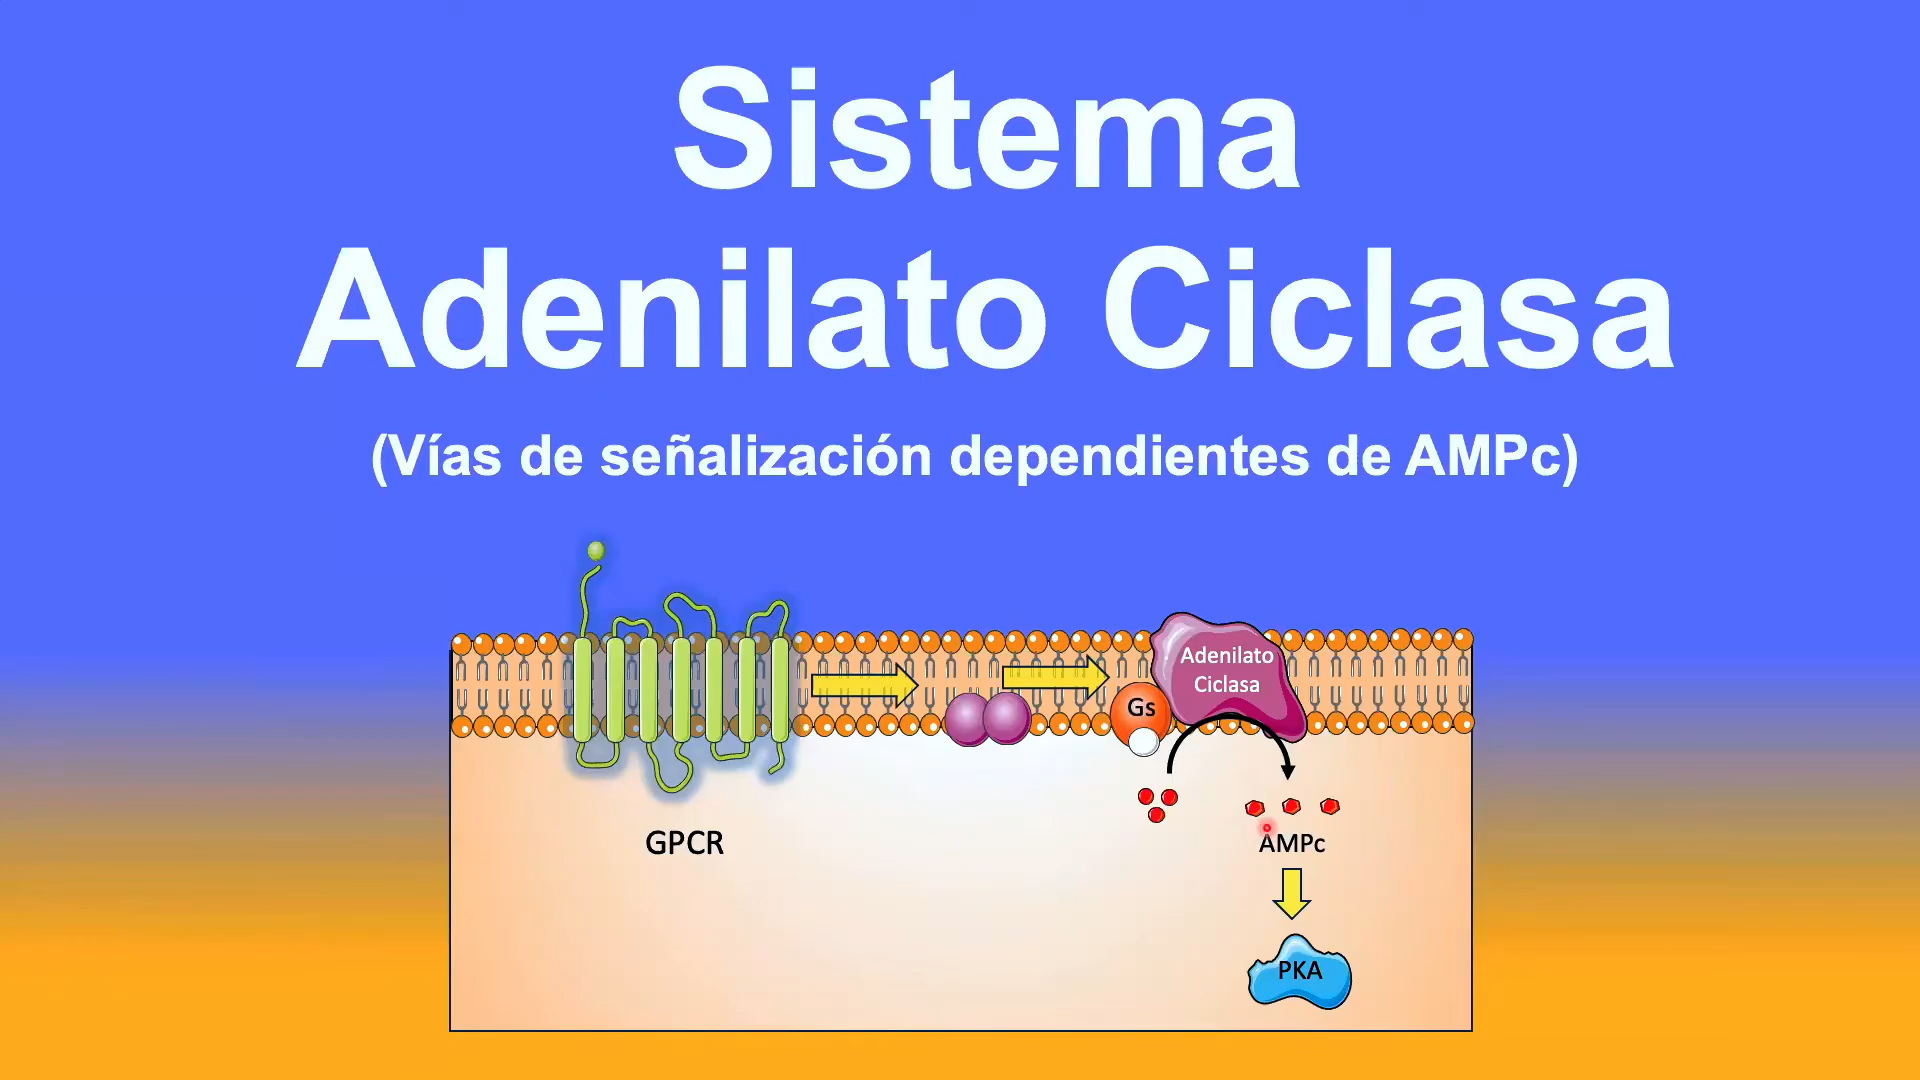 Sistema
Adenilato Ciclasa
(Vías de señalización dependientes de AMPc)
Adenilato
Ciclasa
Gs
GPCR
AMPc
PKA